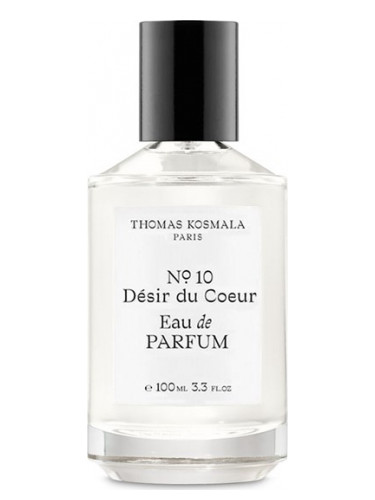 THOMAS KOSMALA
PARIS
Nº 10
Désir du Coeur
Eau de
PARFUM
e 100ML 3.3 FL.OZ